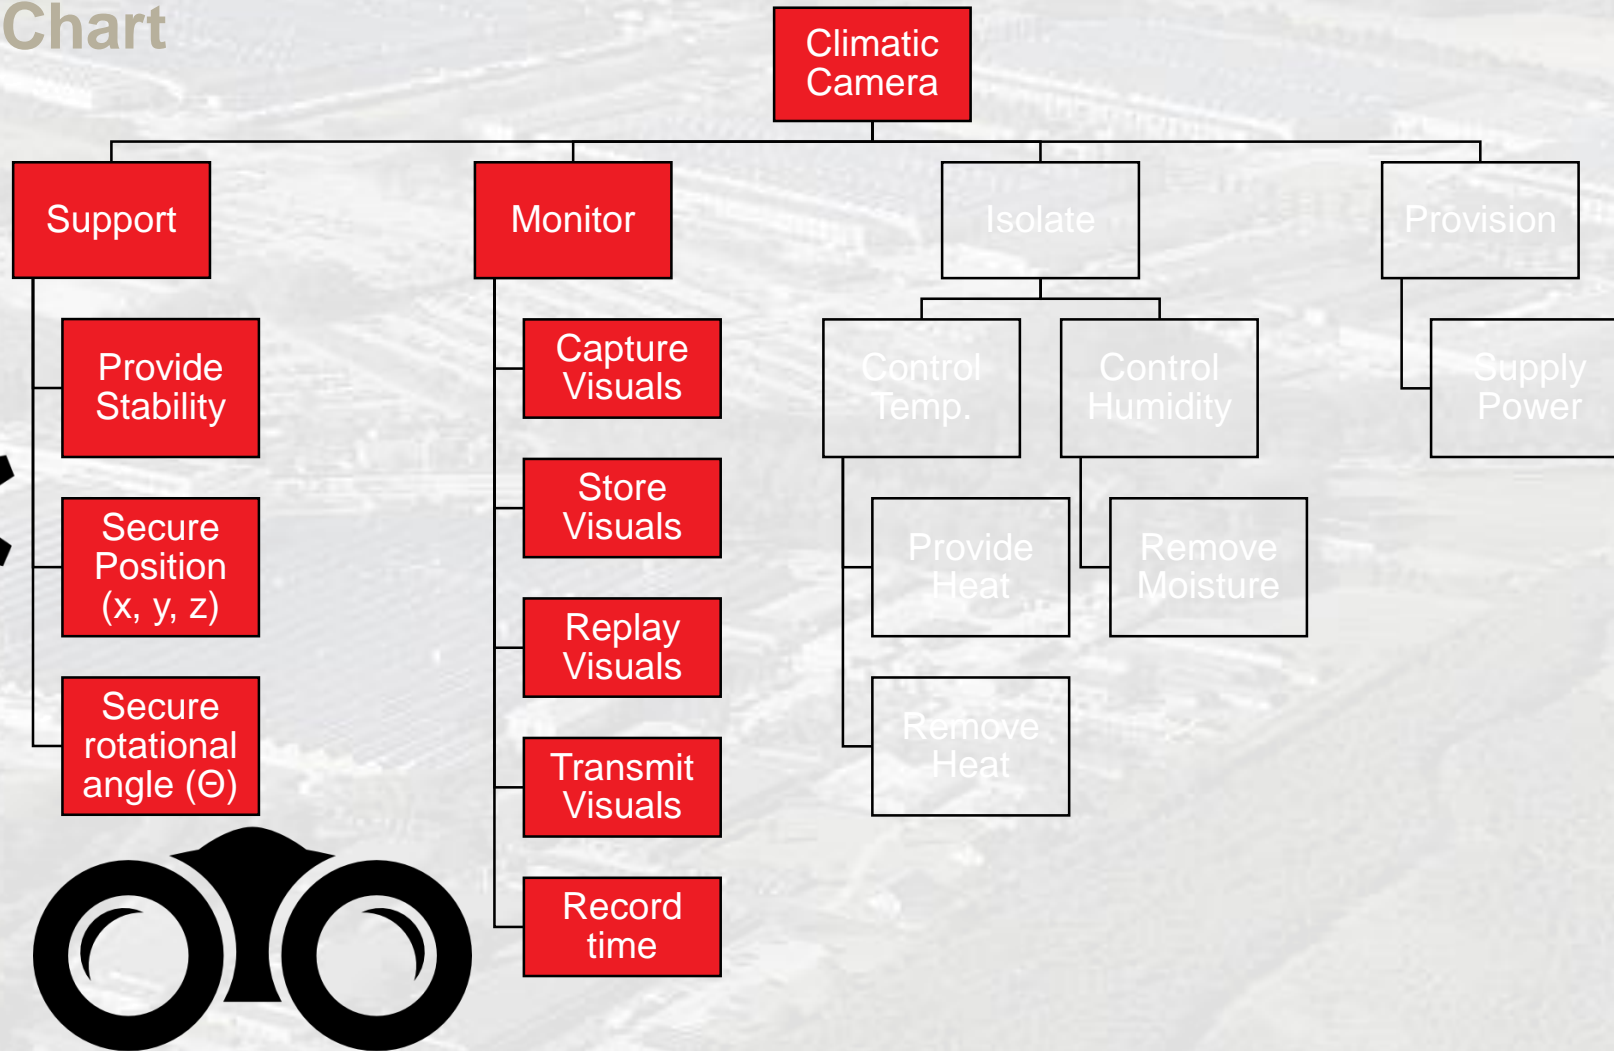 Chart
Climatic
Camera
Support
Monitor
Isolate
Provision
Provide
Stability
Secure
Position
(x, y, z)
Secure
rotational
angle (Θ)
Capture
Visuals
Store
Visuals
Replay
Visuals
Transmit
Visuals
Record
time
Control
Temp.
Control
Humidity
Provide
Heat
Remove
Heat
Remove
Moisture
Supply
Power